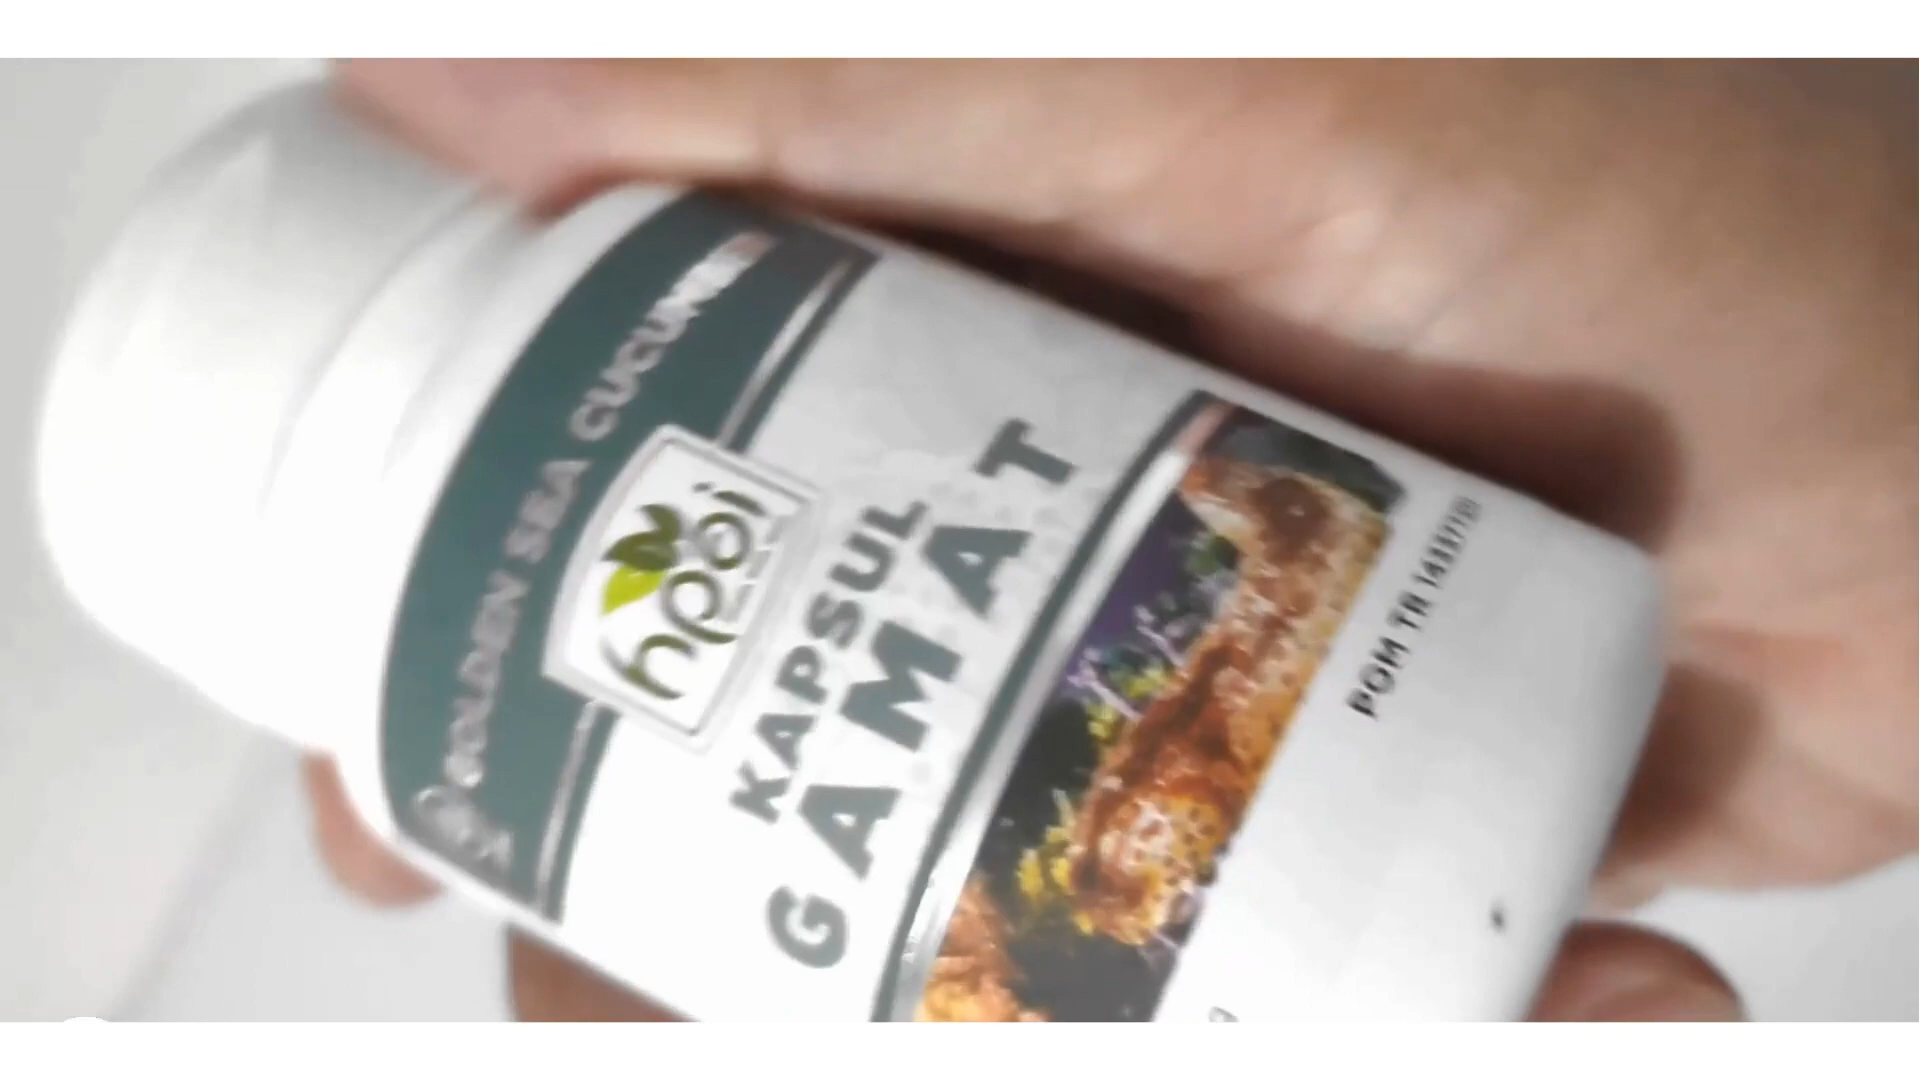 GOLDEN SEA CUCUMBER
hpai
KAPSUL
GAMAT
POM TR